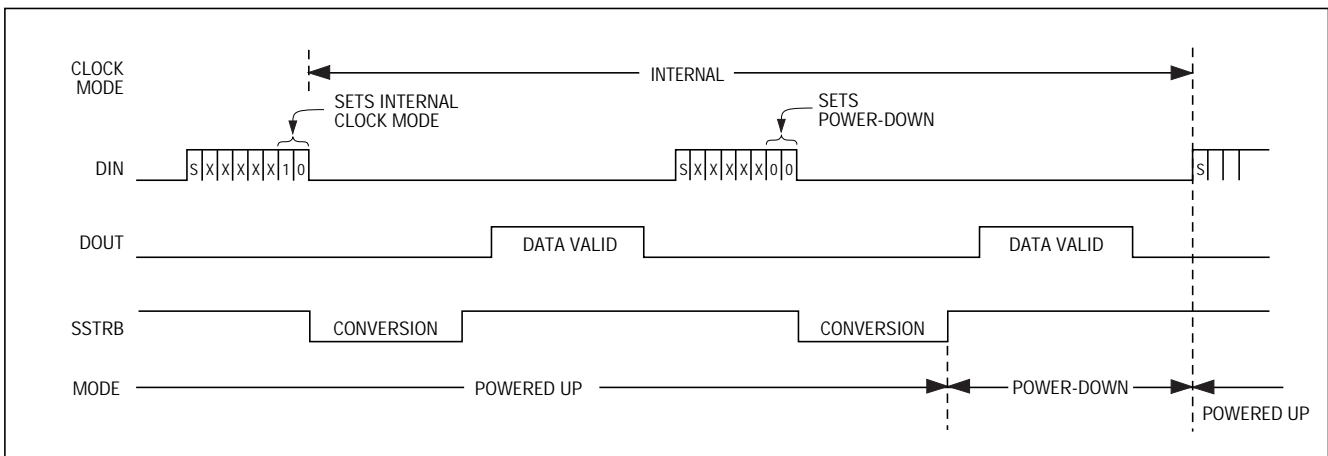 CLOCK
MODE
INTERNAL
SETS INTERNAL
CLOCK MODE
SETS
POWER-DOWN
DIN
S X X X X X 1 0
S X X X X X 0 0
S
DOUT
DATA VALID
DATA VALID
SSTRB
CONVERSION
CONVERSION
MODE
POWERED UP
POWER-DOWN
POWERED UP